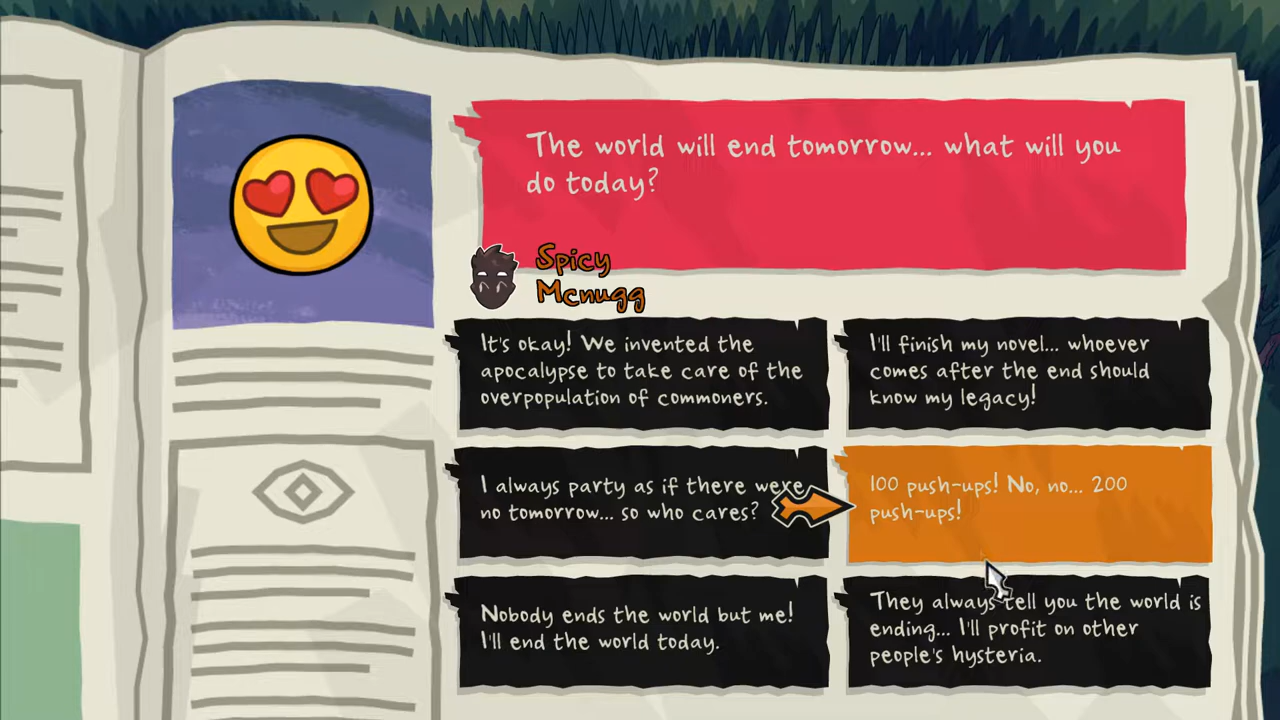 The world will end tomorrow... what will you
do today?
Spicy
Mcnugg
It's okay! We invented the
apocalypse to take care of the
overpopulation of commoners.
I'll finish my novel... whoever
comes after the end should
know my legacy!
I always party as if there were
no tomorrow... so who cares?
100 push-ups! No, no... 200
push-ups!
Nobody ends the world but me!
I'll end the world today.
They always tell you the world is
ending... I'll profit on other
people's hysteria.